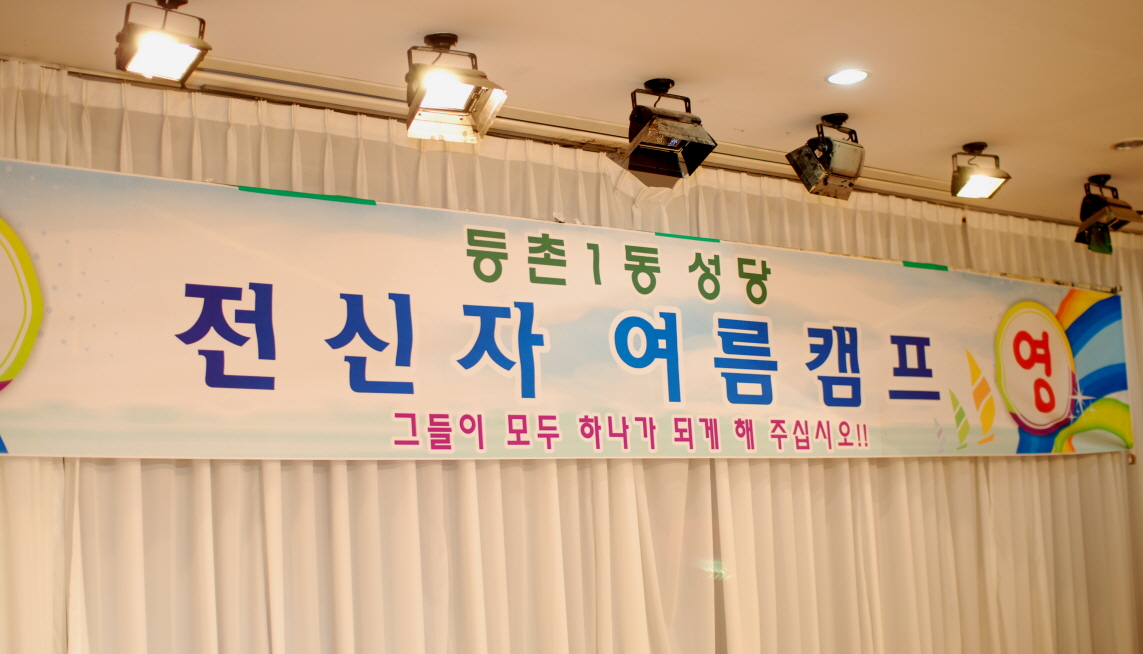 등촌1동 성당
전신자 여름캠프
그들이 모두 하나가 되게 해 주십시오!!
영